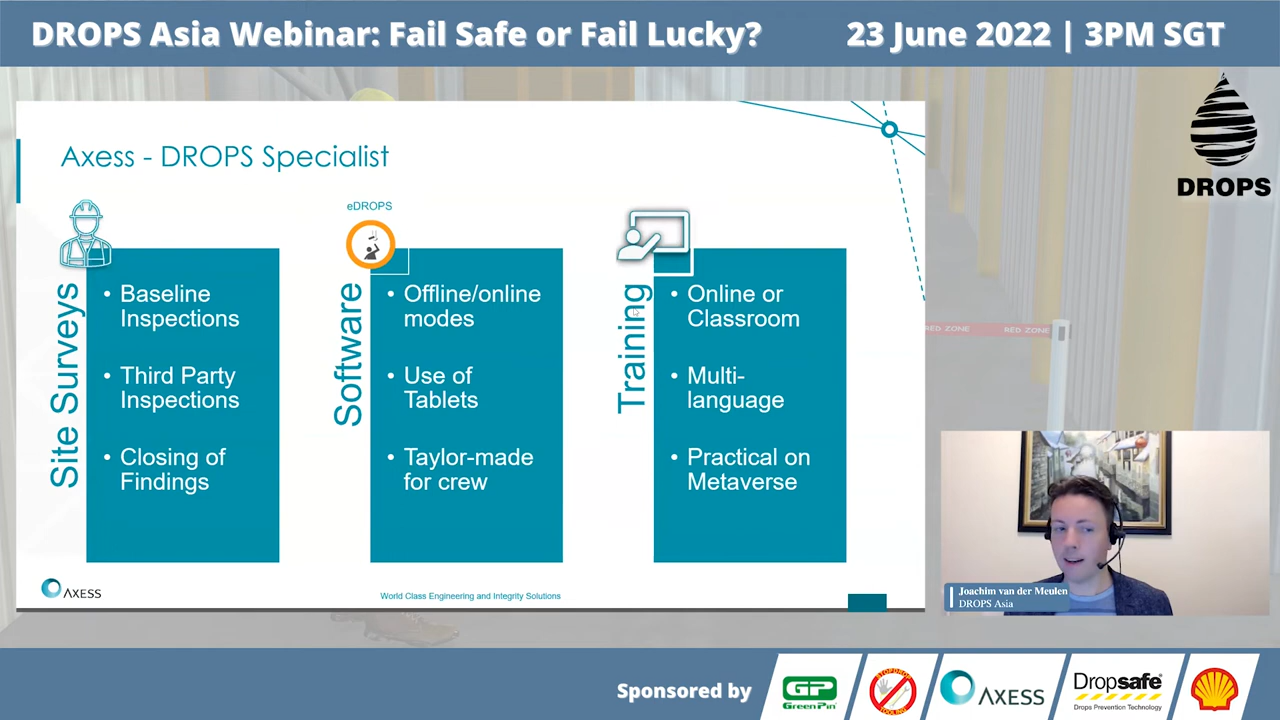 DROPS Asia Webinar: Fail Safe or Fail Lucky?
23 June 2022 | 3PM SGT
DROPS
Axess - DROPS Specialist
Site Surveys
• Baseline
Inspections
• Third Party
Inspections
• Closing of
Findings
eDROPS
Software
• Offline/online
modes
• Use of
Tablets
• Taylor-made
for crew
Training
• Online or
Classroom
• Multi-
language
• Practical on
Metaverse
AXESS
World Class Engineering and Integrity Solutions
RED ZONE
RED ZONE
Joachim van der Meulen
DROPS Asia
Sponsored by
GP
Green Pin
STOPDROP
TOOLING
AXESS
Dropsafe
Drops Prevention Technology